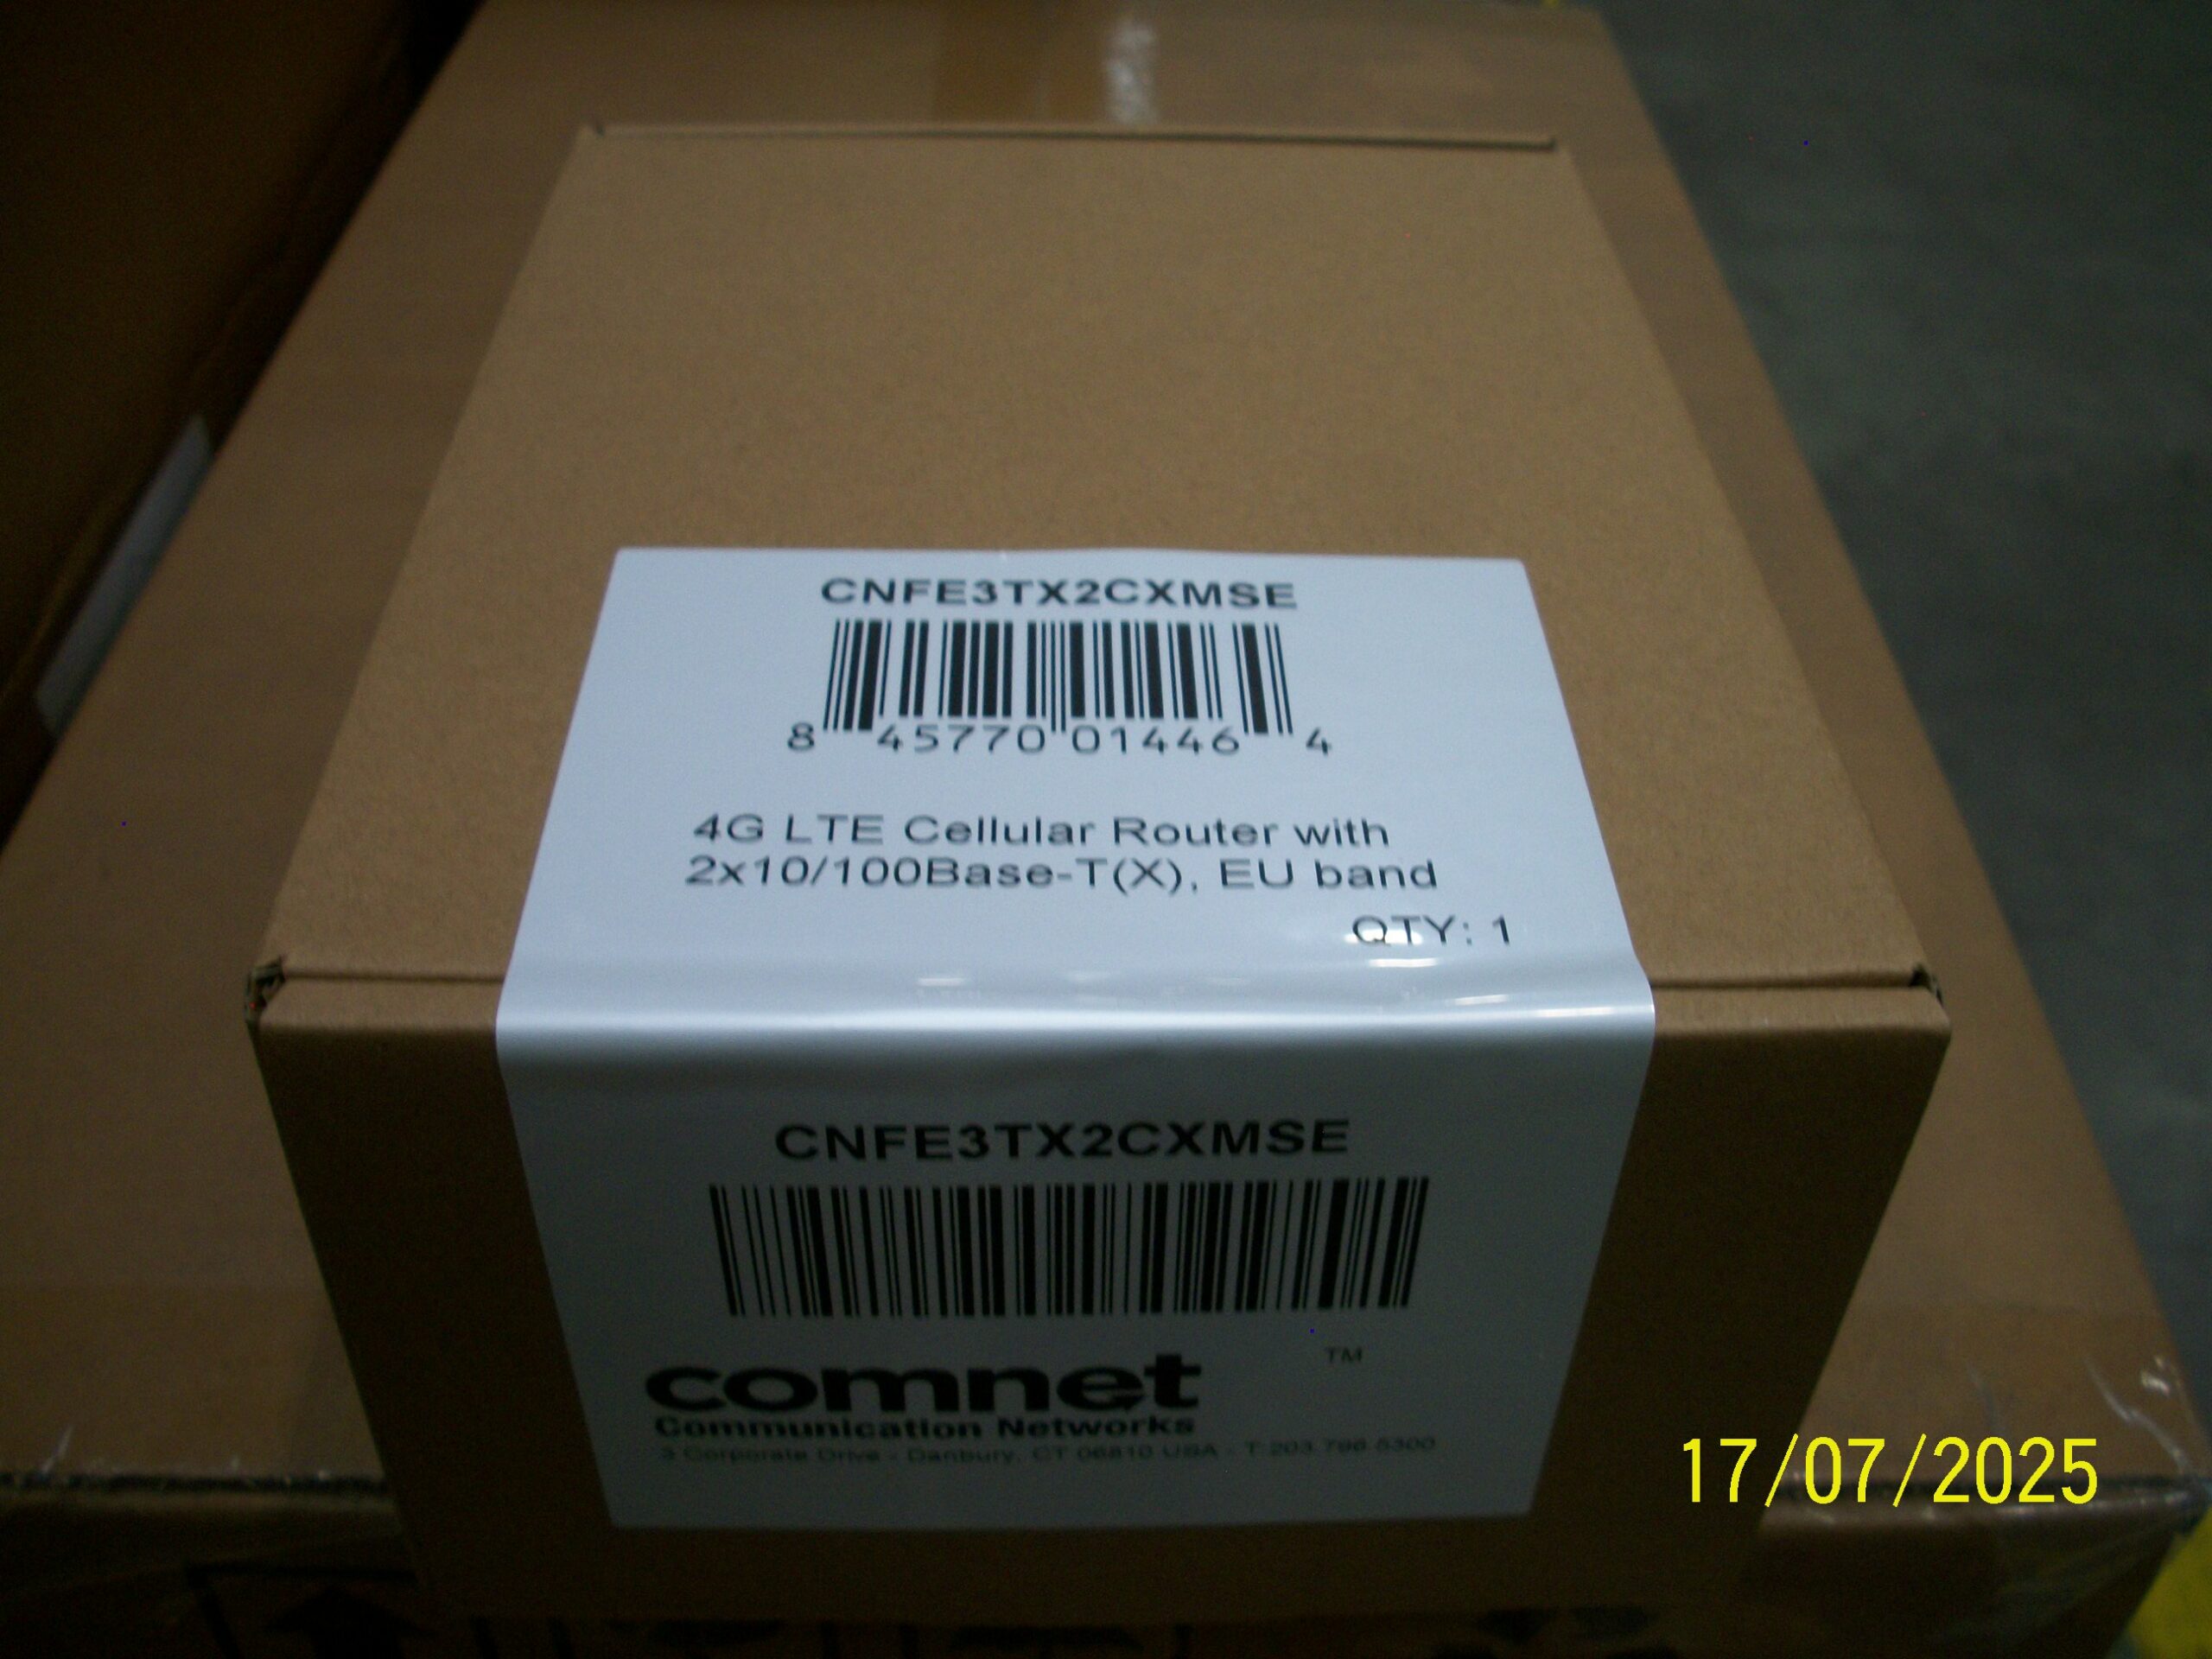 CNFE3TX2CXMSE
8 45770 01446 4
4G LTE Cellular Router with
2x10/100Base-T(X), EU band
QTY: 1
CNFE3TX2CXMSE
comnet TM
Communication Networks
3 Corporate Drive - Danbury, CT 06810 USA - T:203.796.5300
17/07/2025